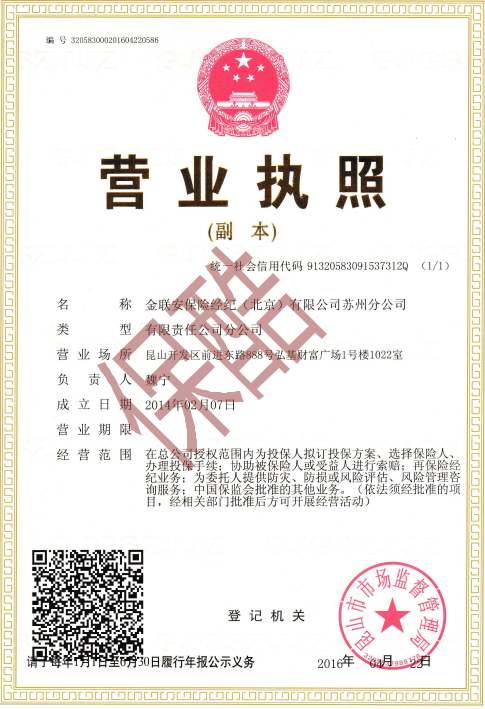 编 号 320583000201604220586
营业执照
(副 本)
统一社会信用代码 91320583091537312Q (1/1)
名 称 金联安保险经纪（北京）有限公司苏州分公司
类 型 有限责任公司分公司
营业场所 昆山开发区前进东路888号弘基财富广场1号楼1022室
负 责 人 魏宁
成立日期 2014年02月07日
营业期限
经营范围 在总公司授权范围内为投保人拟订投保方案、选择保险人、
办理投保手续；协助被保险人或受益人进行索赔；再保险经
纪业务；为委托人提供防灾、防损或风险评估、风险管理咨
询服务；中国保监会批准的其他业务。（依法须经批准的项
目，经相关部门批准后方可开展经营活动）
保酷
登记机关
昆山市市场监督管理局
请于每年1月1日至6月30日履行年报公示义务
2016年 04月 22日